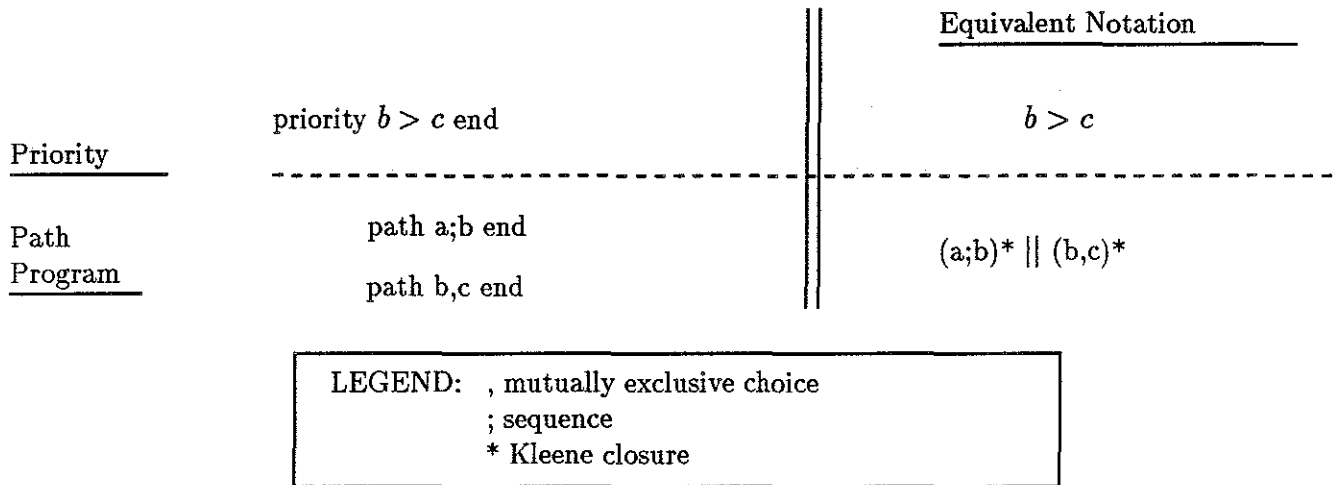 Equivalent Notation
priority b > c end
b > c
Priority
path a;b end
Path
Program
(a;b)* || (b,c)*
path b,c end
LEGEND: , mutually exclusive choice
; sequence
* Kleene closure